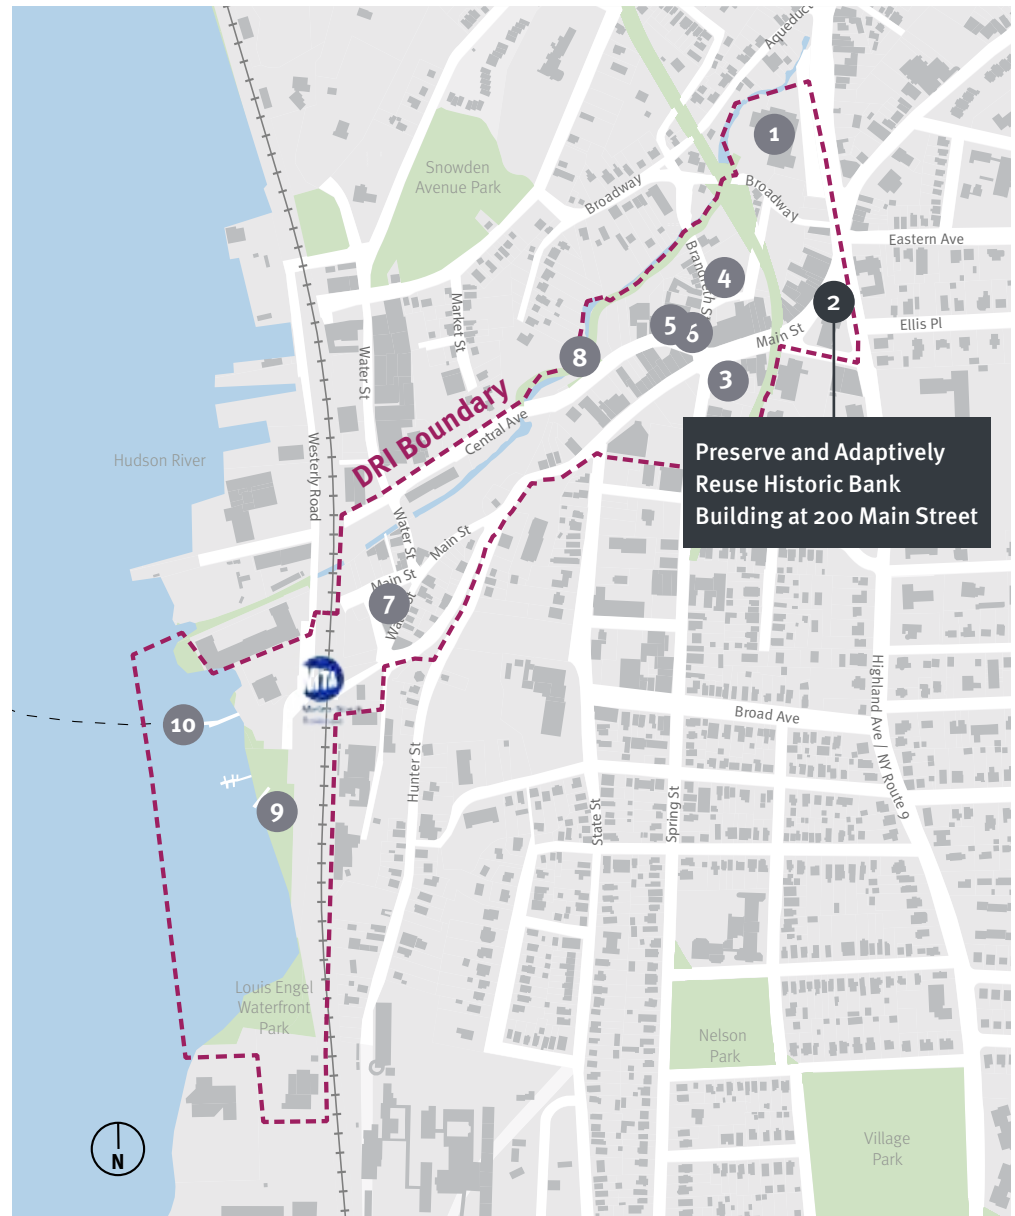 Aqueduct
1
Snowden
Avenue Park
Broadway
Broadway
Eastern Ave
Brandreth St
4
2
Ellis Pl
Market St
5
6
Main St
8
3
Water St
DRI Boundary
Central Ave
Preserve and Adaptively
Reuse Historic Bank
Building at 200 Main Street
Hudson River
Westerly Road
Water St
Main St
Main St
7
MTA
10
Highland Ave / NY Route 9
Broad Ave
Hunter St
9
State St
Spring St
Louis Engel
Waterfront
Park
Nelson
Park
Village
Park
N